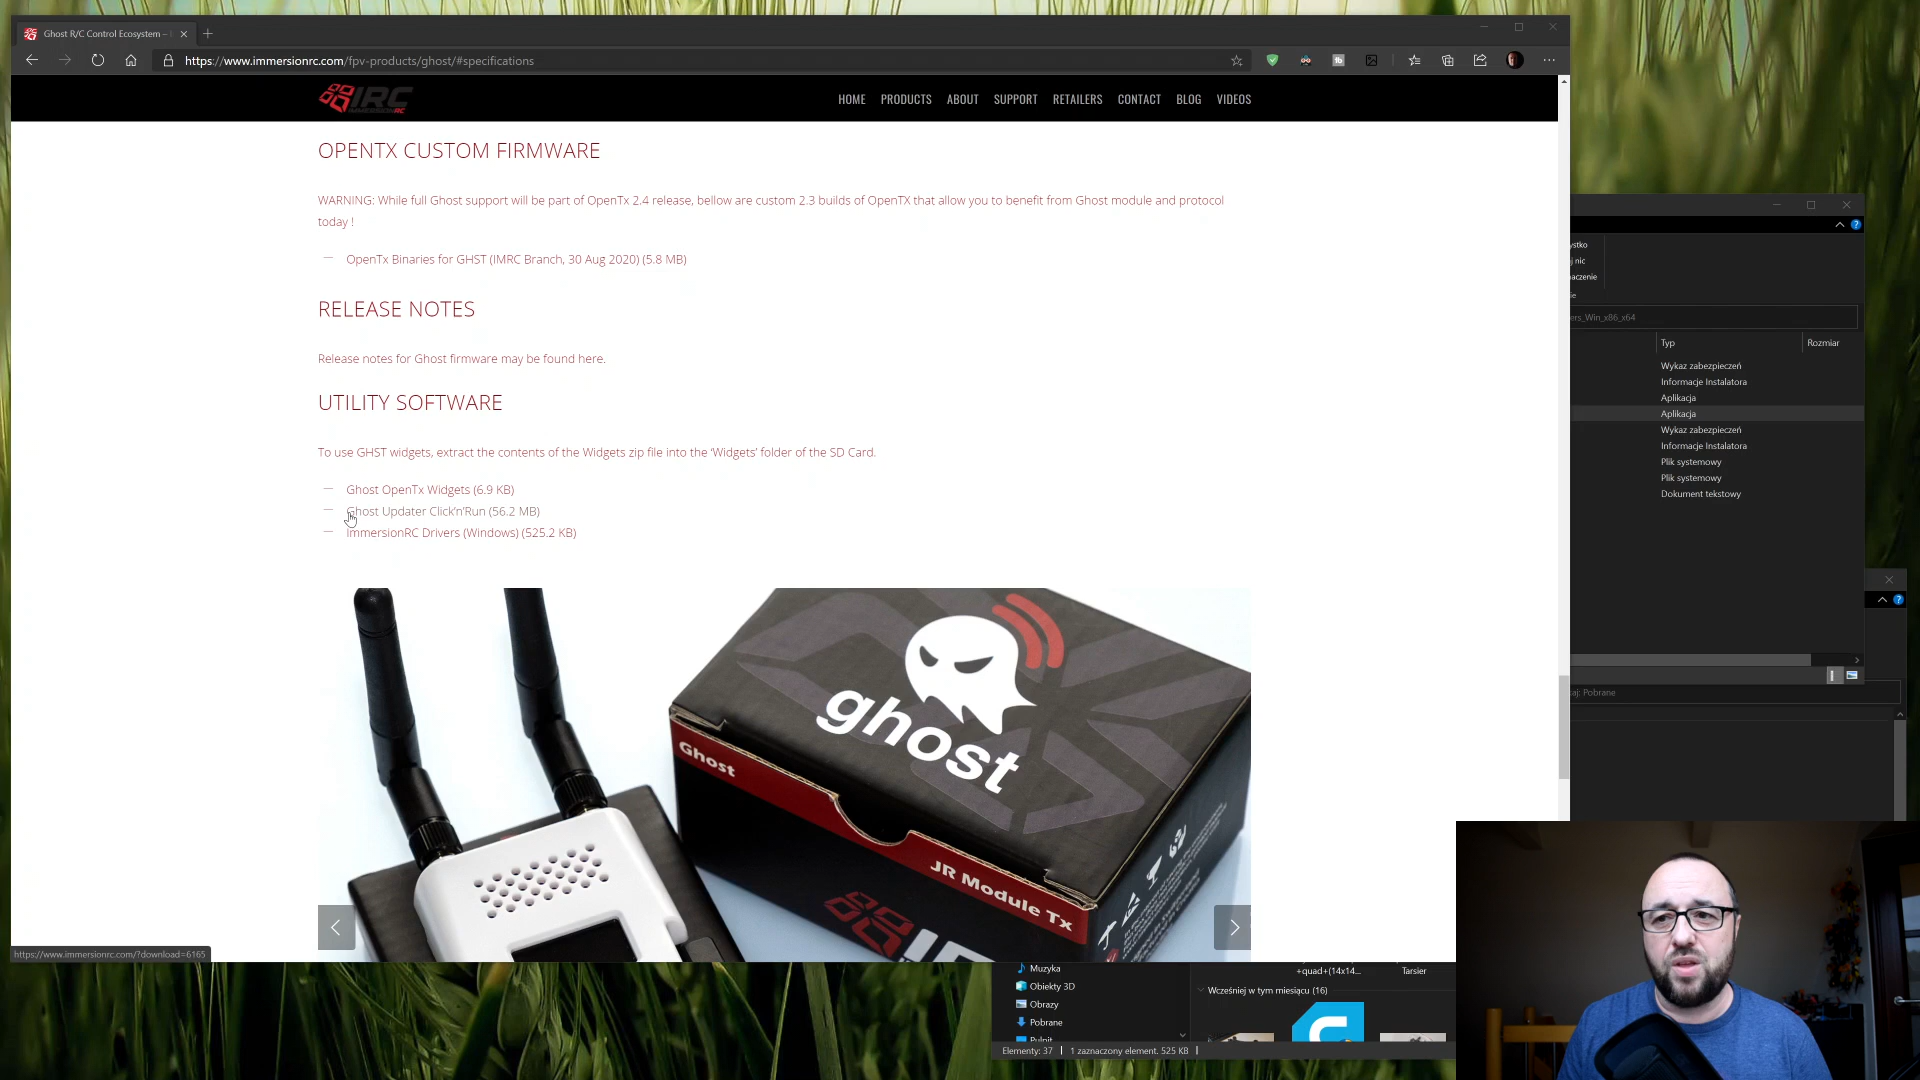 Ghost R/C Control Ecosystem –
https://www.immersionrc.com/fpv-products/ghost/#specifications
IRC
IMMERSIONRC
HOME PRODUCTS ABOUT SUPPORT RETAILERS CONTACT BLOG VIDEOS
OPENTX CUSTOM FIRMWARE
WARNING: While full Ghost support will be part of OpenTx 2.4 release, bellow are custom 2.3 builds of OpenTX that allow you to benefit from Ghost module and protocol
today !
OpenTx Binaries for GHST (IMRC Branch, 30 Aug 2020) (5.8 MB)
RELEASE NOTES
Release notes for Ghost firmware may be found here.
UTILITY SOFTWARE
To use GHST widgets, extract the contents of the Widgets zip file into the ‘Widgets’ folder of the SD Card.
Ghost OpenTx Widgets (6.9 KB)
Ghost Updater Click’n’Run (56.2 MB)
ImmersionRC Drivers (Windows) (525.2 KB)
ghost
Ghost
JR Module Tx
https://www.immersionrc.com/?download=6165
ers_Win_x86_x64
Typ Rozmiar
Wykaz zabezpieczeń
Informacje Instalatora
Aplikacja
Aplikacja
Wykaz zabezpieczeń
Informacje Instalatora
Plik systemowy
Plik systemowy
Dokument tekstowy
Pobrane
Muzyka
Obiekty 3D
Obrazy
Pobrane
Pulpit
+quad+(14x14...
Tarsier
Wcześniej w tym miesiącu (16)
Elementy: 37 1 zaznaczony element. 525 KB